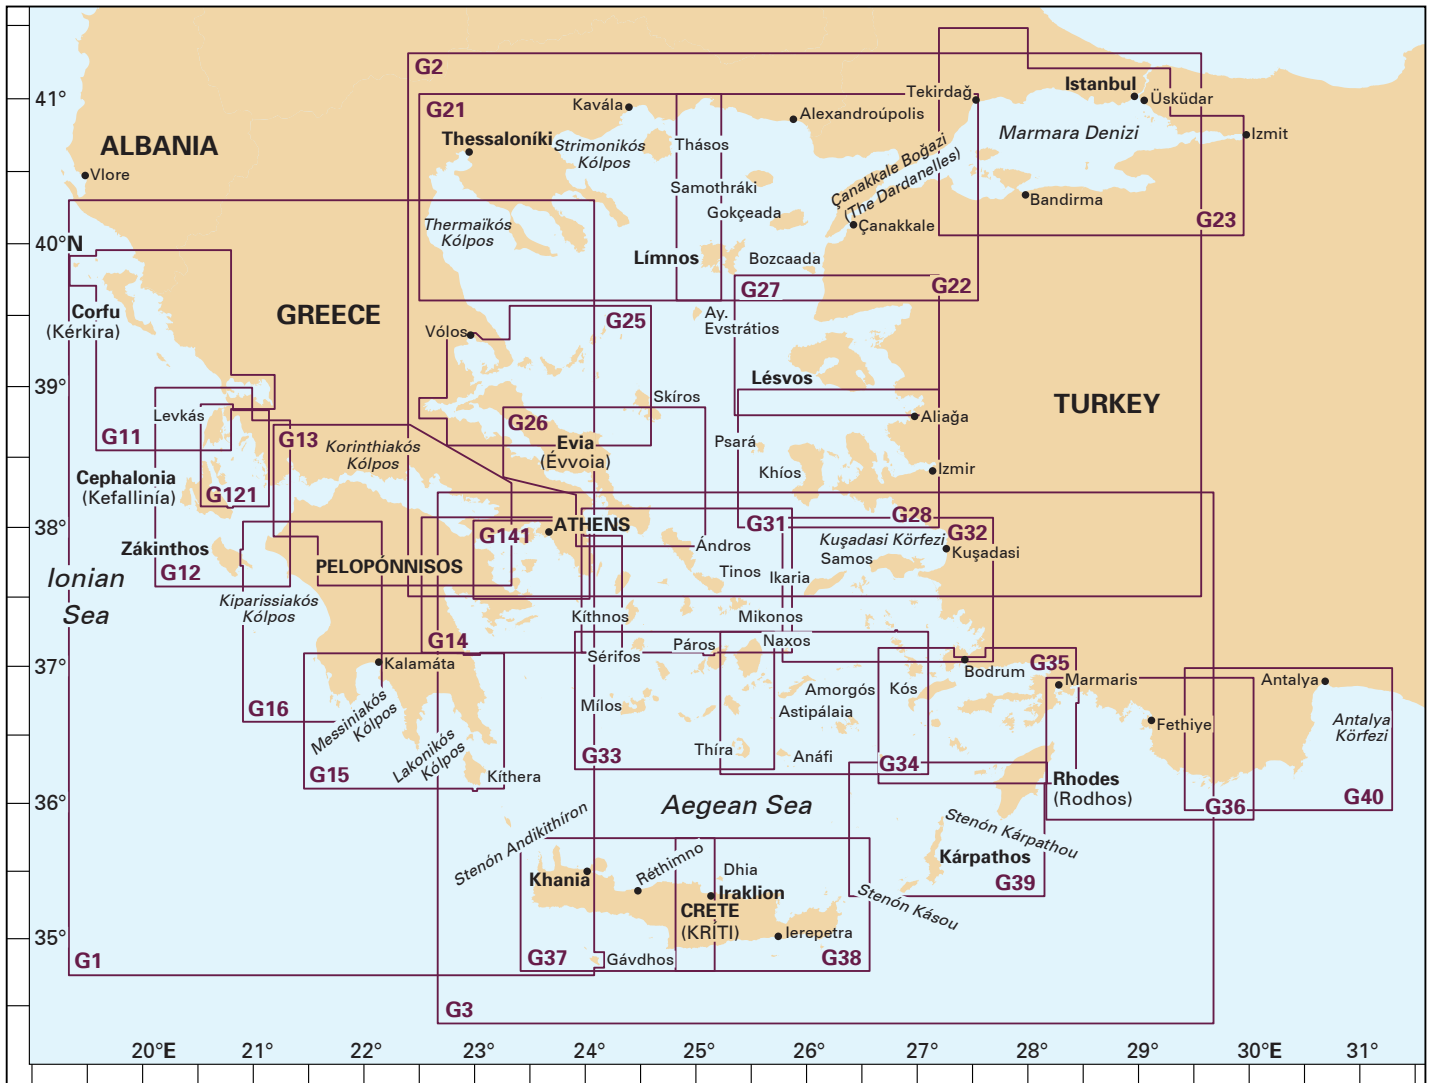 G2
41°
G21
Kavála
Tekirdağ
Istanbul
Üsküdar
Alexandroúpolis
ALBANIA
Thessaloníki
Strimonikós
Kólpos
Thásos
Marmara Denizi
Izmit
Vlore
Samothráki
Çanakkale Boğazi
(The Dardanelles)
Gokçeada
Bandirma
Thermaïkós
Kólpos
Çanakkale
G23
40°N
Límnos
Bozcaada
G27
G22
Corfu
(Kérkira)
GREECE
G25
Ay.
Evstrátios
Vólos
39°
Lésvos
TURKEY
Skíros
Levkás
G26
Aliağa
G11
G13
Korinthiakós
Kólpos
Evia
(Évvoia)
Psará
Khíos
Izmir
Cephalonia
(Kefallinía)
G121
38°
G141
ATHENS
G31
G28
G32
Zákinthos
Ándros
Kuşadasi Körfezi
Kuşadasi
Samos
PELOPÓNNISOS
G12
Tinos
Ikaria
Ionian
Sea
Kiparissiakós
Kólpos
Kíthnos
Mikonos
G14
Páros
Naxos
37°
Kalamáta
Sérifos
Bodrum
G35
Marmaris
Antalya
Amorgós
Kós
G16
Messiniakós
Kólpos
Mílos
Astipálaia
Fethiye
Antalya
Körfezi
Lakonikós
Kólpos
Thíra
Anáfi
G15
Kíthera
G33
G34
Rhodes
(Rodhos)
36°
Aegean Sea
G36
G40
Stenón Andikithíron
Stenón Kárpathou
Kárpathos
G39
Khania
Réthimno
Dhia
Iraklion
Stenón Kásou
CRETE
(KRITI)
35°
Ierepetra
G1
G37
Gávdhos
G38
G3
20°E
21°
22°
23°
24°
25°
26°
27°
28°
29°
30°E
31°